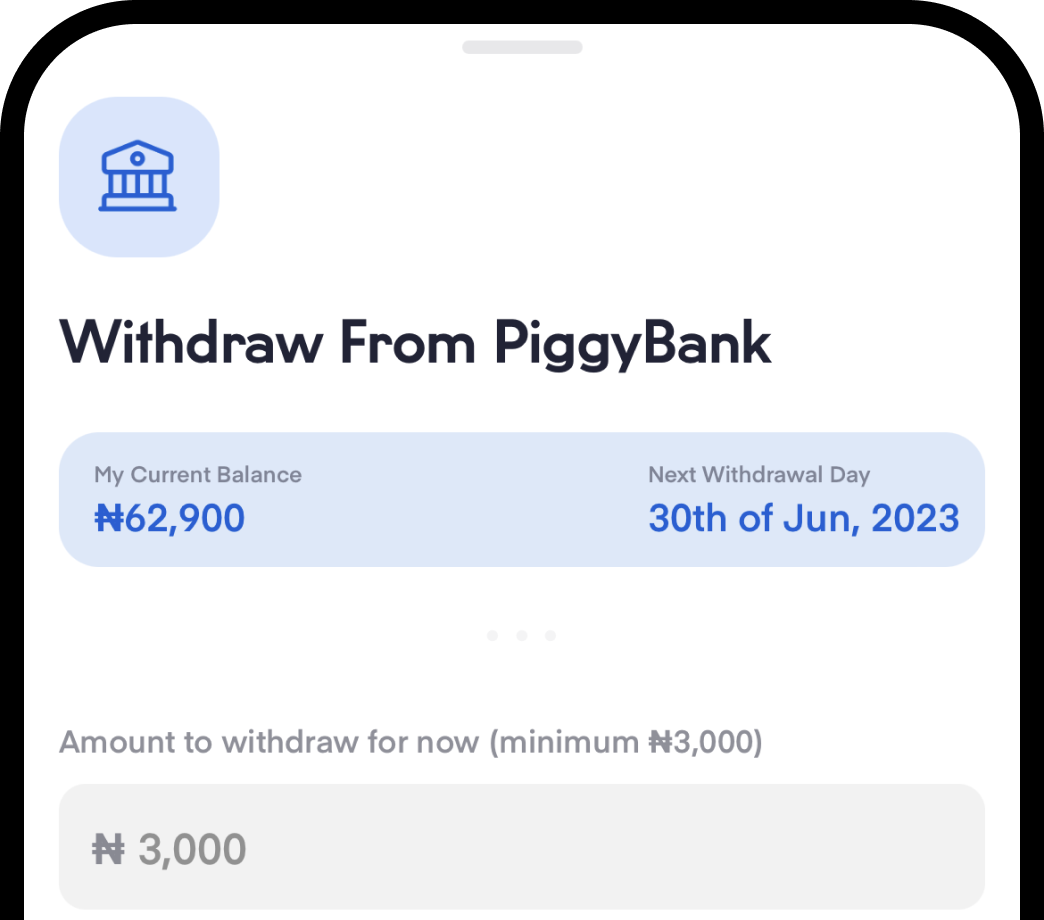 Withdraw From PiggyBank
My Current Balance
₦62,900
Next Withdrawal Day
30th of Jun, 2023
Amount to withdraw for now (minimum ₦3,000)
₦ 3,000